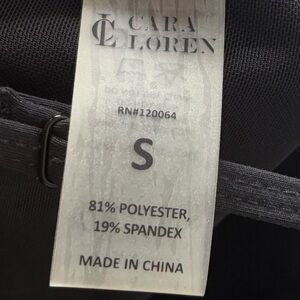 CL CARA
LOREN
RN#120064
S
81% POLYESTER,
19% SPANDEX
MADE IN CHINA